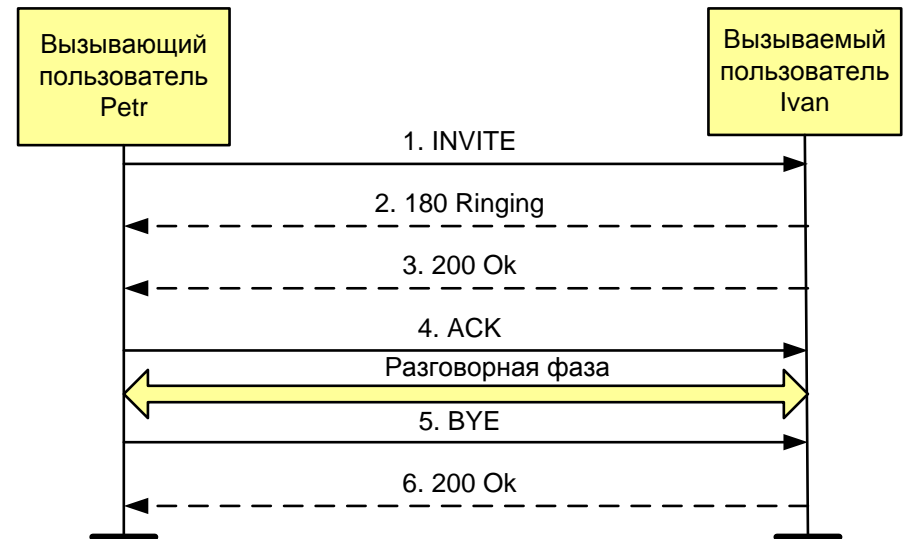 Вызывающий
пользователь
Petr
Вызываемый
пользователь
Ivan
1. INVITE
2. 180 Ringing
3. 200 Ok
4. ACK
Разговорная фаза
5. BYE
6. 200 Ok